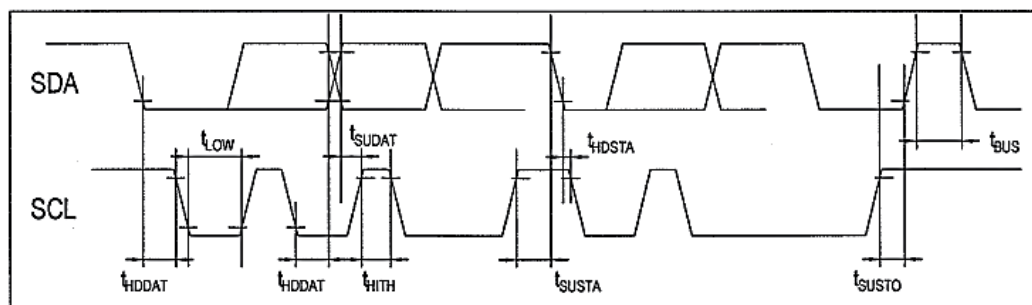 SDA
tLOW
tSUDAT
tHDSTA
tBUS
SCL
tHDDAT
tHDDAT
tHITH
tSUSTA
tSUSTO